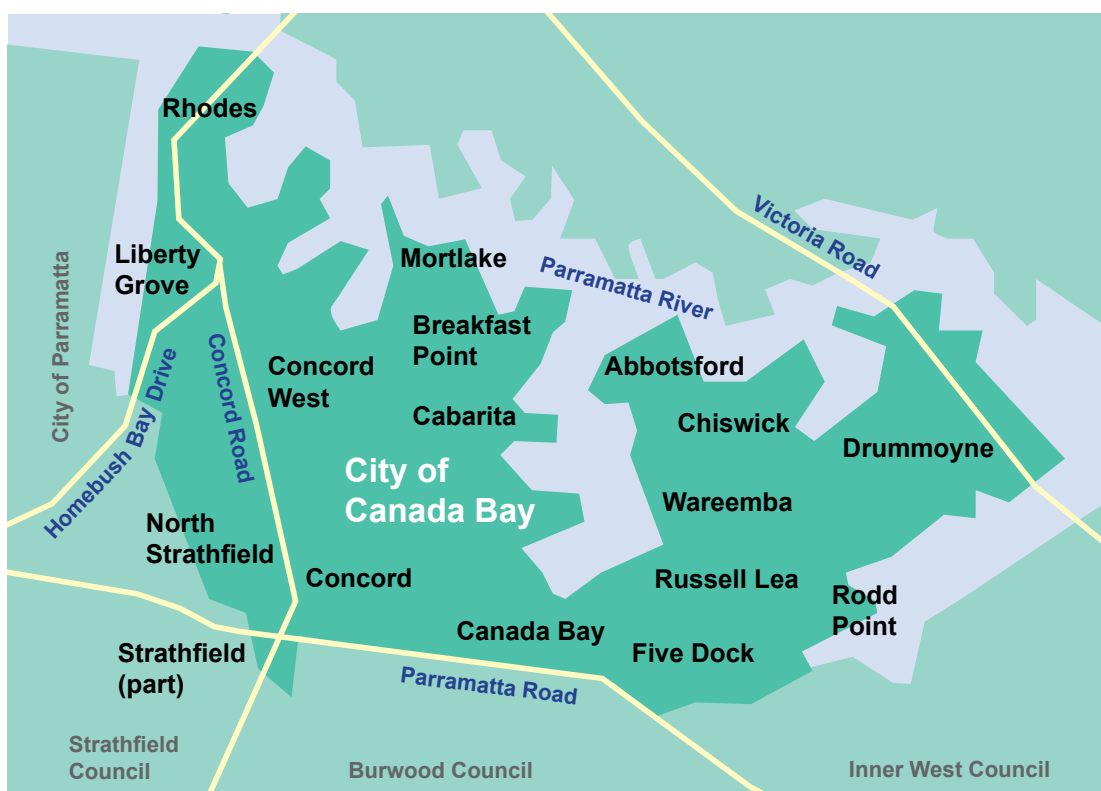 Rhodes
Victoria Road
Liberty
Grove
Mortlake
Parramatta River
City of Parramatta
Breakfast
Point
Concord
West
Abbotsford
Homebush Bay Drive
Concord Road
Cabarita
Chiswick
Drummoyne
City of
Canada Bay
Wareemba
North
Strathfield
Concord
Russell Lea
Rodd
Point
Canada Bay
Five Dock
Strathfield
(part)
Parramatta Road
Strathfield
Council
Burwood Council
Inner West Council